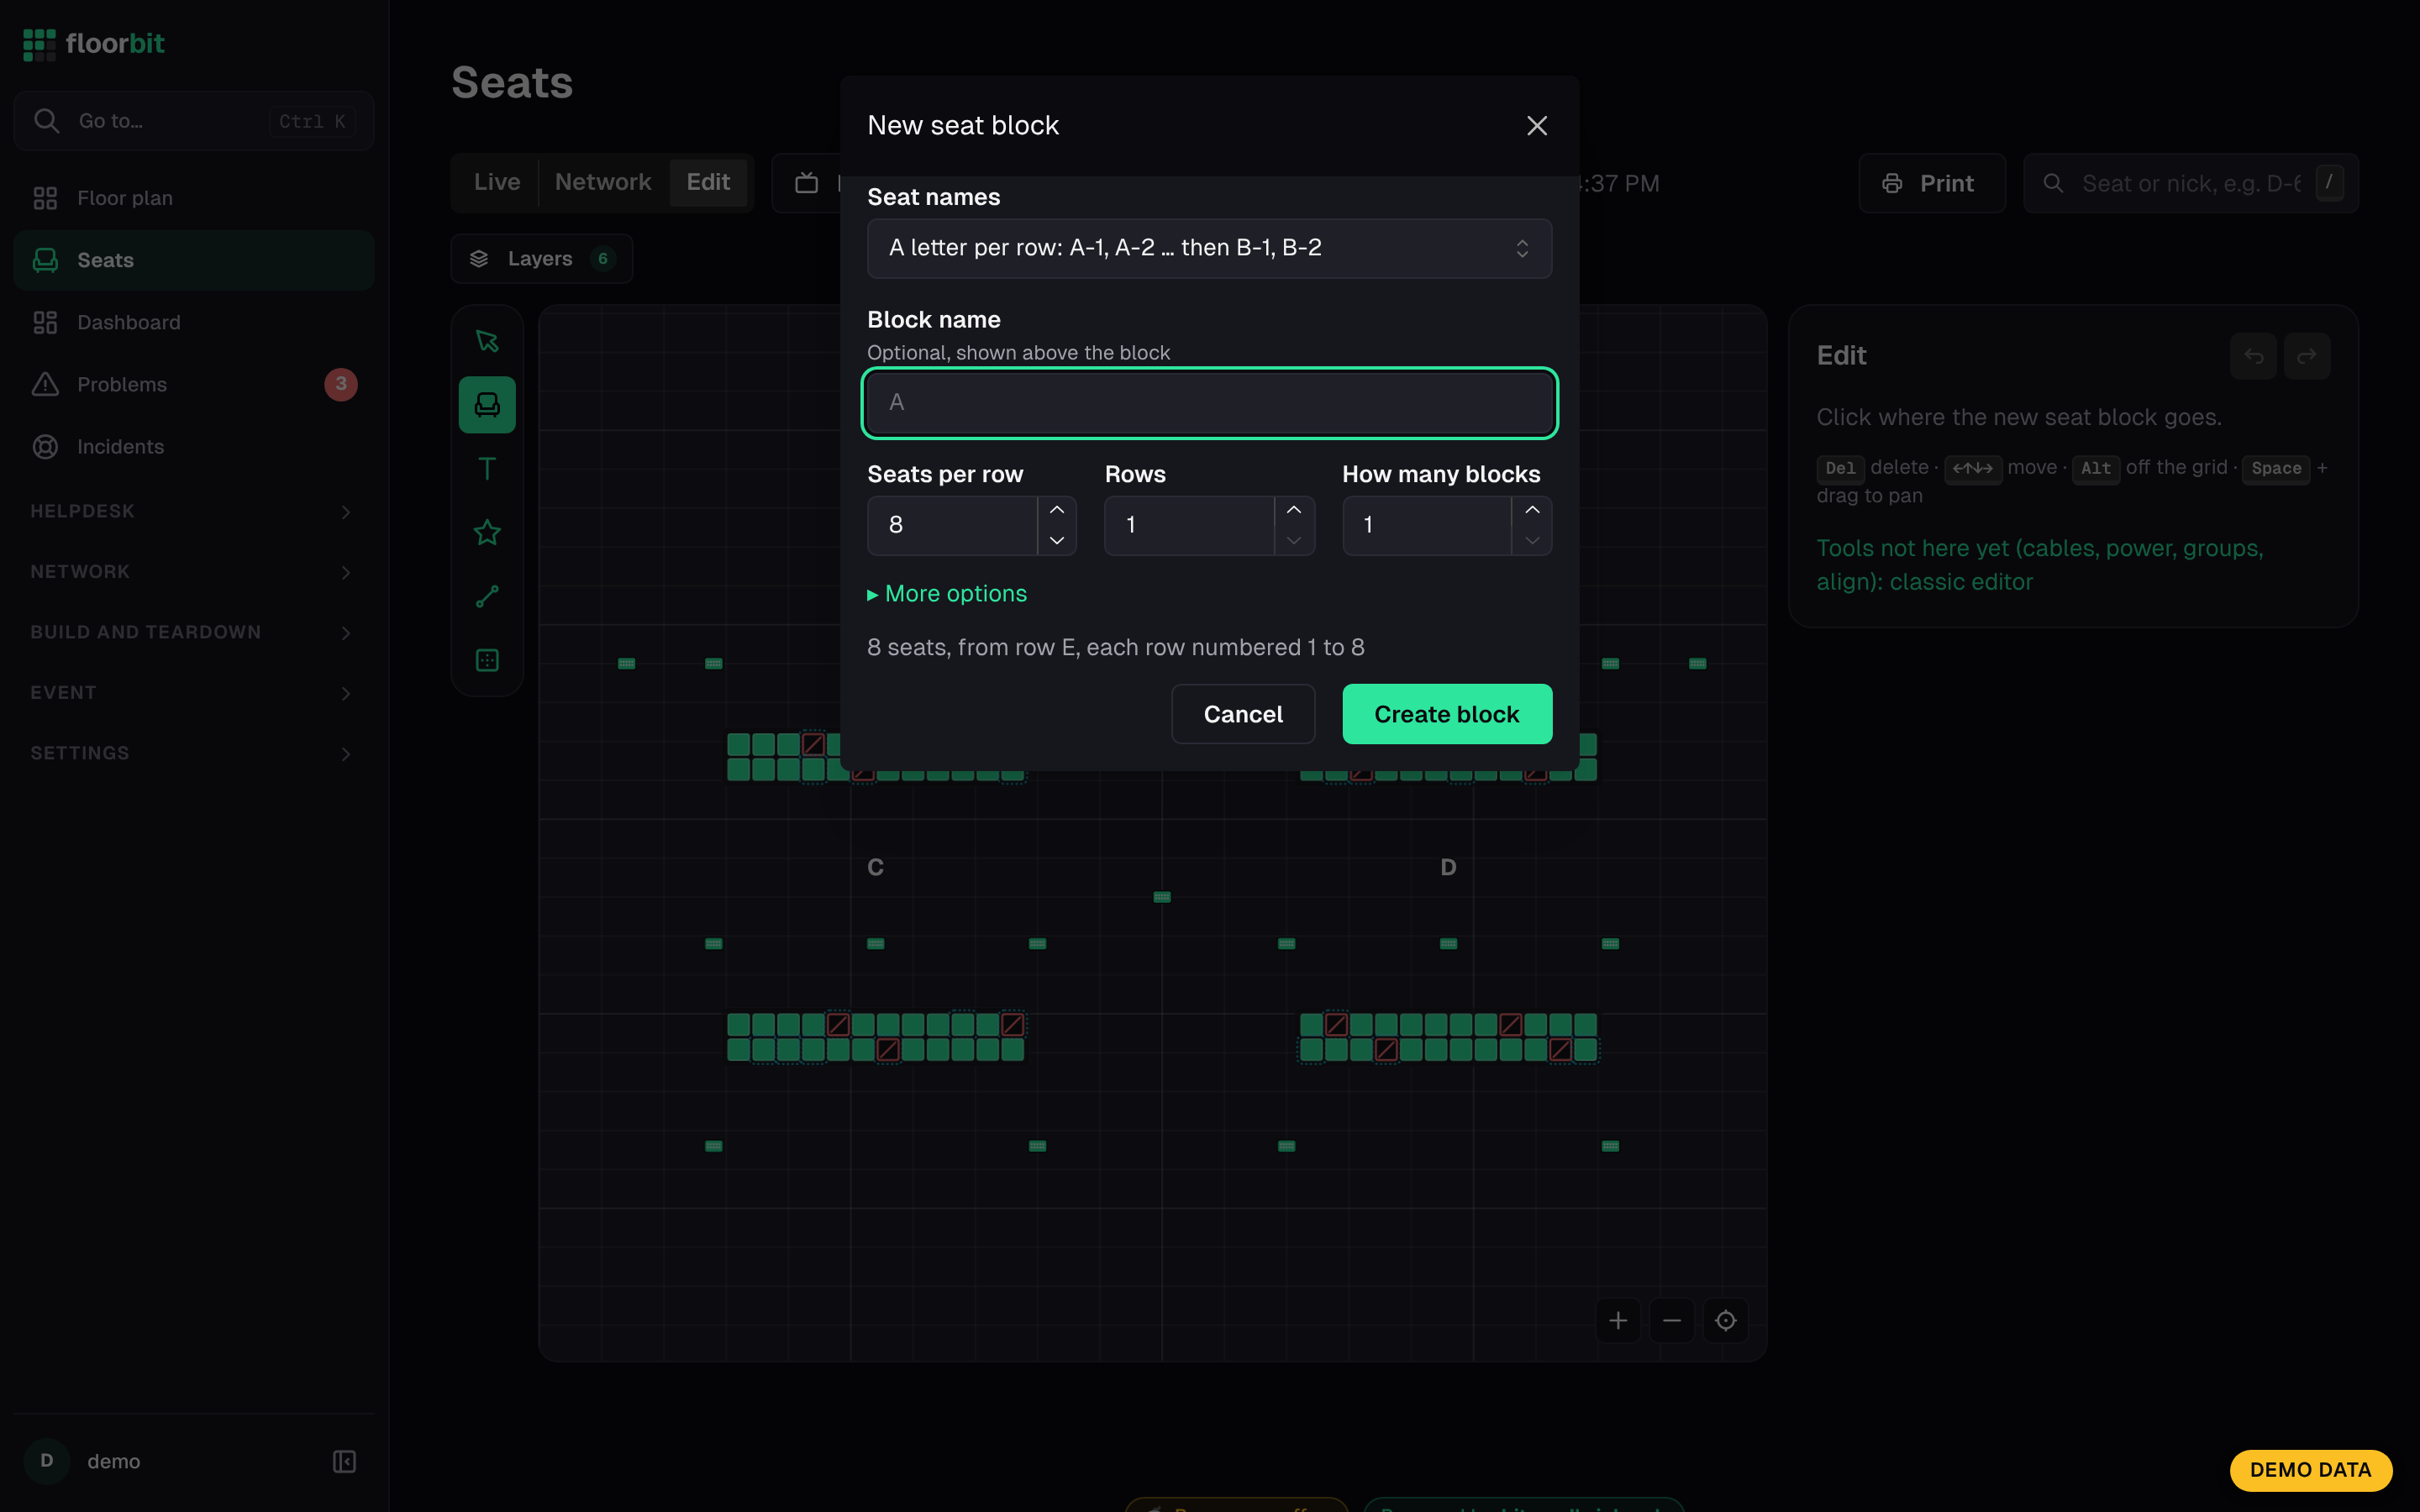 floorbit
Go to...
Ctrl K
Floor plan
Seats
Dashboard
Problems
3
Incidents
HELPDESK
NETWORK
BUILD AND TEARDOWN
EVENT
SETTINGS
D
demo
Seats
Live
Network
Edit
:37 PM
Print
Seat or nick, e.g. D-6
/
Layers
6
New seat block
Seat names
A letter per row: A-1, A-2 ... then B-1, B-2
Block name
Optional, shown above the block
A
Seats per row
Rows
How many blocks
8
1
1
▸ More options
8 seats, from row E, each row numbered 1 to 8
Cancel
Create block
C
D
Edit
Click where the new seat block goes.
Del delete · ←↑↓→ move · Alt off the grid · Space +
drag to pan
Tools not here yet (cables, power, groups,
align): classic editor
DEMO DATA